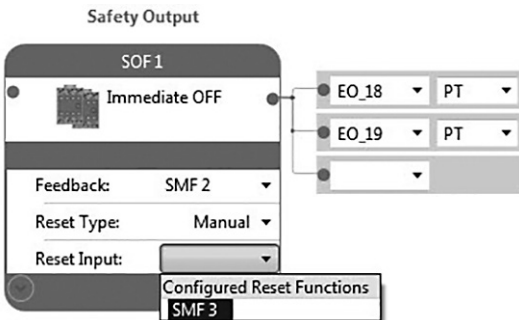 Safety Output
SOF 1
Immediate OFF
EO_18 PT
EO_19 PT
Feedback: SMF 2
Reset Type: Manual
Reset Input:
Configured Reset Functions
SMF 3